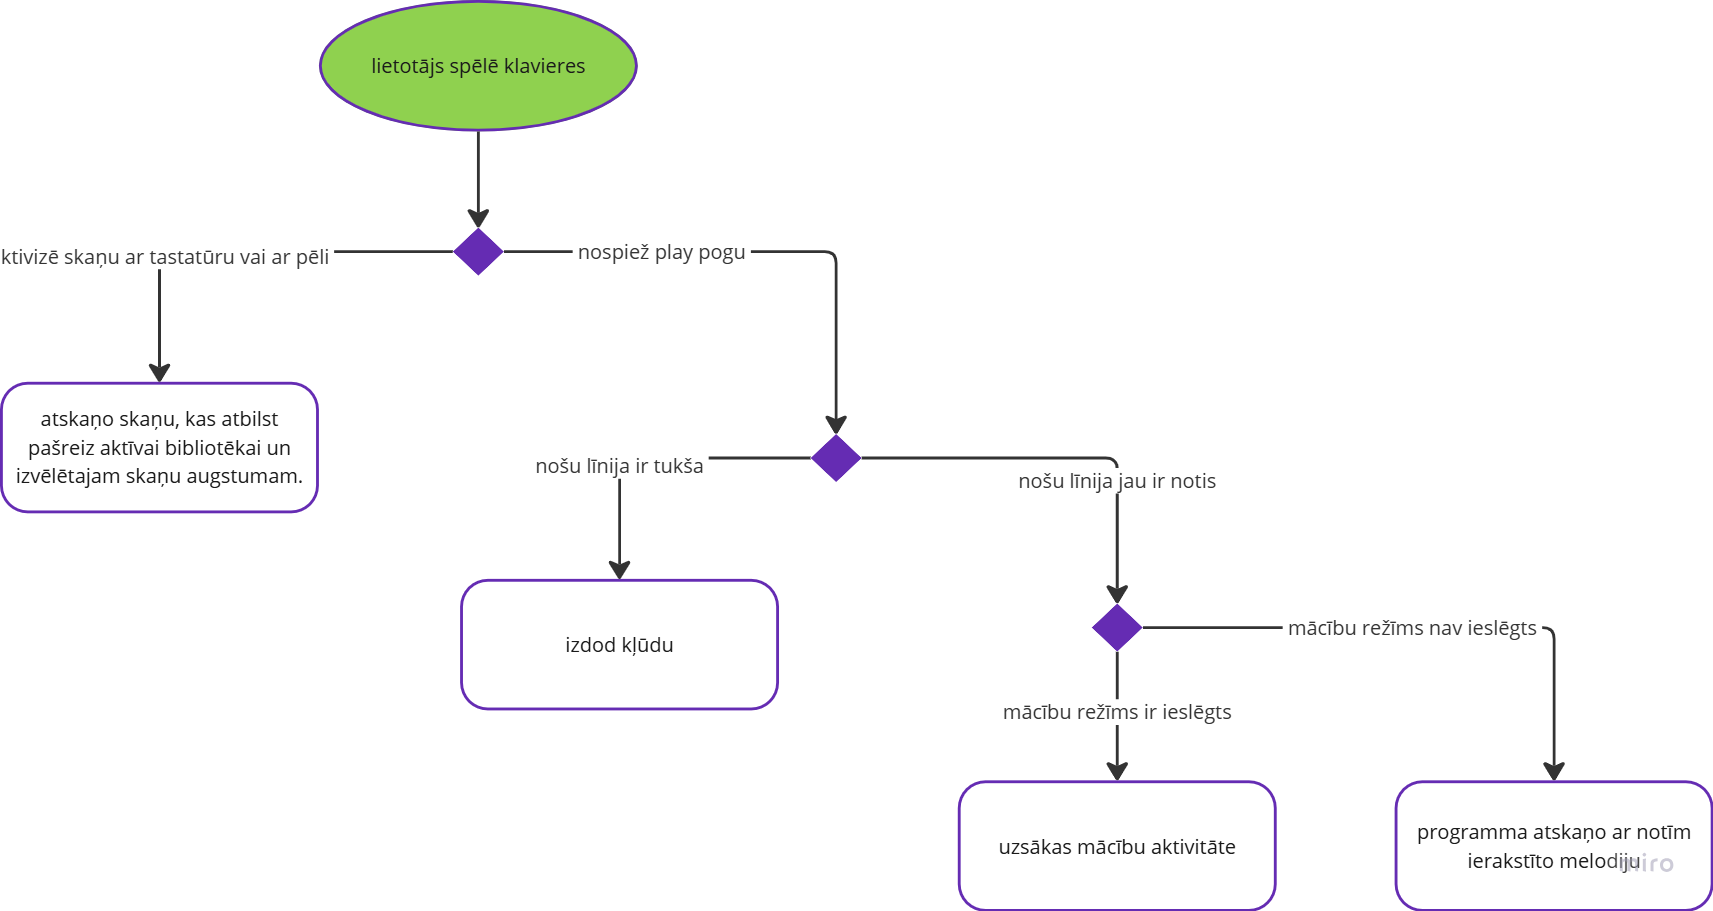 lietotājs spēlē klavieres
ktivizē skaņu ar tastatūru vai ar pēli
nospiež play pogu
atskaņo skaņu, kas atbilst
pašreiz aktīvai bibliotēkai un
izvēlētajam skaņu augstumam.
nošu līnija ir tukša
nošu līnija jau ir notis
izdod kļūdu
mācību režīms nav ieslēgts
mācību režīms ir ieslēgts
uzsākas mācību aktivitāte
programma atskaņo ar notīm
ierakstīto melodiju
miro